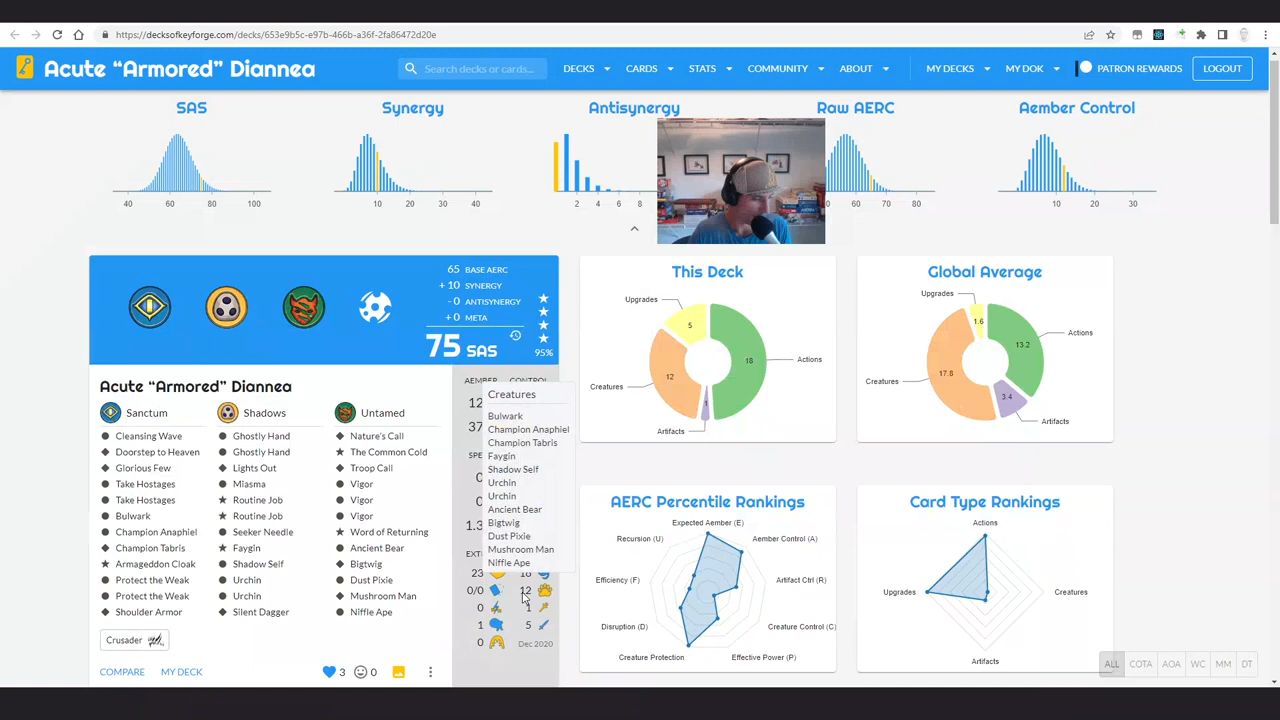 https://decksofkeyforge.com/decks/653e9b5c-e97b-466b-a36f-2fa86472d20e
Acute “Armored” Diannea
Search decks or cards...
DECKS
CARDS
STATS
COMMUNITY
ABOUT
MY DECKS
MY DOK
PATRON REWARDS
LOGOUT
SAS
Synergy
Antisynergy
Raw AERC
Aember Control
40 60 80 100
10 20 30 40
2 4 6 8
50 60 70 80
10 20 30
65 BASE AERC
+ 10 SYNERGY
- 0 ANTISYNERGY
+ 0 META
75 SAS
95%
Acute “Armored” Diannea
Sanctum
Cleansing Wave
Doorstep to Heaven
Glorious Few
Take Hostages
Take Hostages
Bulwark
Champion Anaphiel
Champion Tabris
Armageddon Cloak
Protect the Weak
Protect the Weak
Shoulder Armor
Shadows
Ghostly Hand
Ghostly Hand
Lights Out
Miasma
Routine Job
Routine Job
Seeker Needle
Faygin
Shadow Self
Urchin
Urchin
Silent Dagger
Untamed
Nature's Call
The Common Cold
Troop Call
Vigor
Vigor
Vigor
Word of Returning
Ancient Bear
Bigtwig
Dust Pixie
Mushroom Man
Niffle Ape
Crusader
COMPARE
MY DECK
3
0
AEMBER
CONTROL
12
37
SPE
0
0
1.3
EXT
Creatures
Bulwark
Champion Anaphiel
Champion Tabris
Faygin
Shadow Self
Urchin
Urchin
Ancient Bear
Bigtwig
Dust Pixie
Mushroom Man
Niffle Ape
23
18
0/0
12
0
1
1
5
0
Dec 2020
This Deck
Upgrades
5
Actions
18
Creatures
12
Artifacts
1
Global Average
Upgrades
1.6
Actions
13.2
Creatures
17.8
3.4
Artifacts
AERC Percentile Rankings
Expected Aember (E)
Recursion (U)
Aember Control (A)
Efficiency (F)
Artifact Ctrl (R)
Disruption (D)
Creature Control (C)
Creature Protection
Effective Power (P)
Card Type Rankings
Actions
Upgrades
Creatures
Artifacts
ALL
COTA
AOA
WC
MM
DT